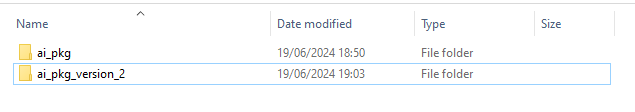 Name Date modified Type Size
ai_pkg 19/06/2024 18:50 File folder
ai_pkg_version_2 19/06/2024 19:03 File folder